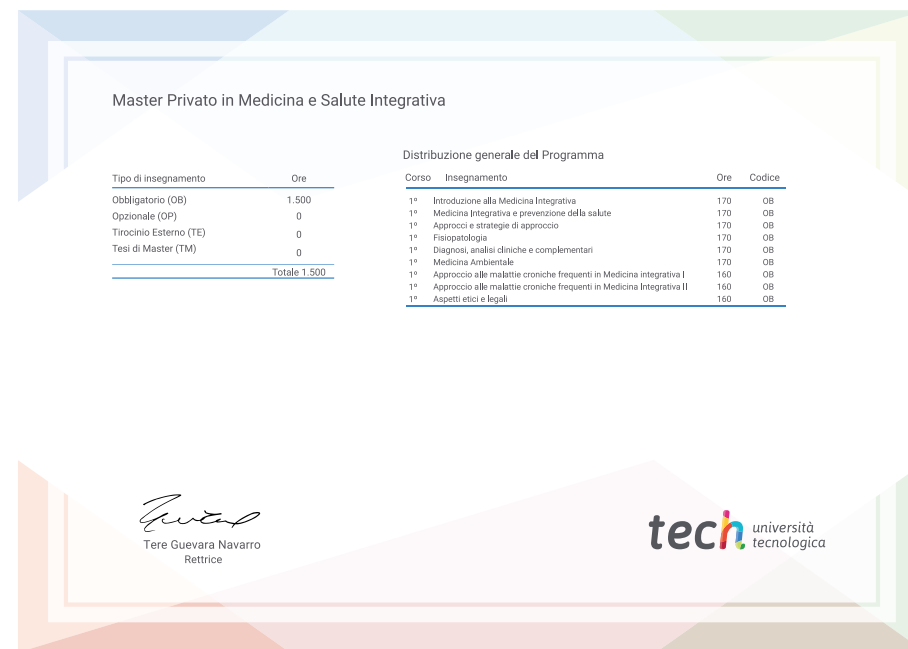 Master Privato in Medicina e Salute Integrativa
Tipo di insegnamento Ore
Obbligatorio (OB) 1.500
Opzionale (OP) 0
Tirocinio Esterno (TE) 0
Tesi di Master (TM) 0
Totale 1.500
Distribuzione generale del Programma
Corso Insegnamento Ore Codice
1º Introduzione alla Medicina Integrativa 170 OB
1º Medicina Integrativa e prevenzione della salute 170 OB
1º Approcci e strategie di approccio 170 OB
1º Fisiopatologia 170 OB
1º Diagnosi, analisi cliniche e complementari 170 OB
1º Medicina Ambientale 170 OB
1º Approccio alle malattie croniche frequenti in Medicina integrativa I 160 OB
1º Approccio alle malattie croniche frequenti in Medicina Integrativa II 160 OB
1º Aspetti etici e legali 160 OB
Tere Guevara Navarro
Rettrice
tech università
tecnologica